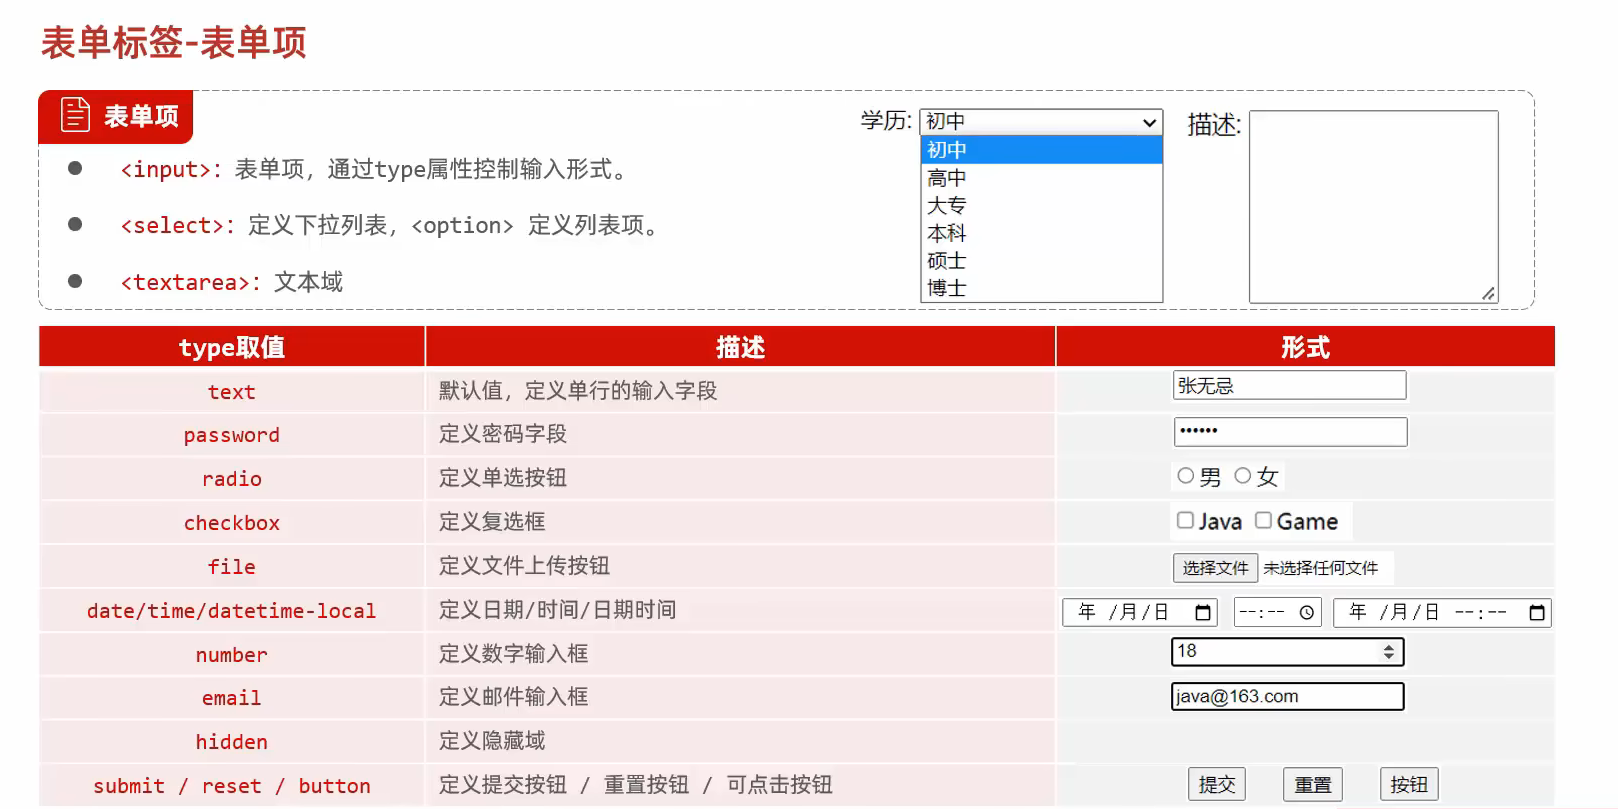 表单标签-表单项
表单项
<input>：表单项，通过type属性控制输入形式。
<select>：定义下拉列表，<option> 定义列表项。
<textarea>：文本域
学历: 初中
初中
高中
大专
本科
硕士
博士
描述:
type取值 描述 形式
text 默认值，定义单行的输入字段 张无忌
password 定义密码字段 ••••••
radio 定义单选按钮 男 女
checkbox 定义复选框 Java Game
file 定义文件上传按钮 选择文件 未选择任何文件
date/time/datetime-local 定义日期/时间/日期时间 年 /月/日 --:-- 年 /月/日 --:--
number 定义数字输入框 18
email 定义邮件输入框 java@163.com
hidden 定义隐藏域
submit / reset / button 定义提交按钮 / 重置按钮 / 可点击按钮 提交 重置 按钮